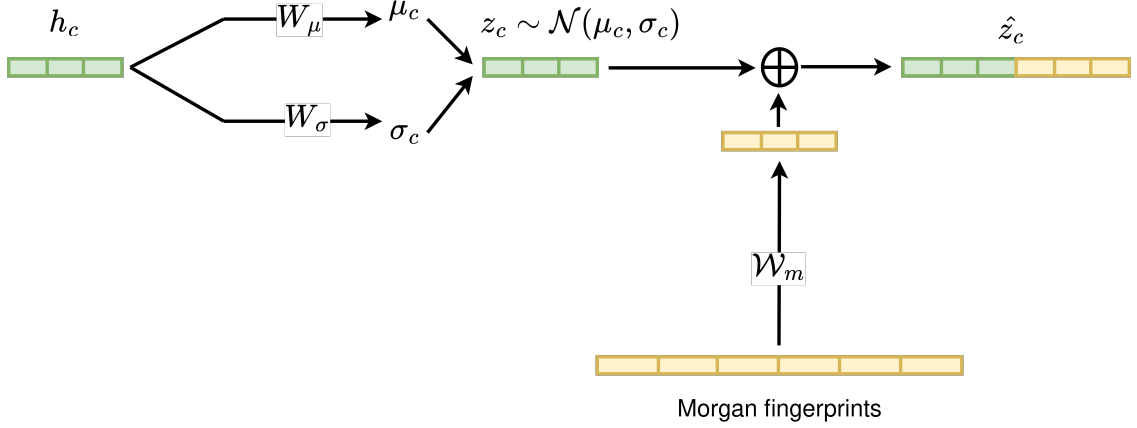 h_c
W_μ
μ_c
z_c ∼ 𝒩(μ_c, σ_c)
ẑ_c
W_σ
σ_c
𝒲_m
Morgan fingerprints